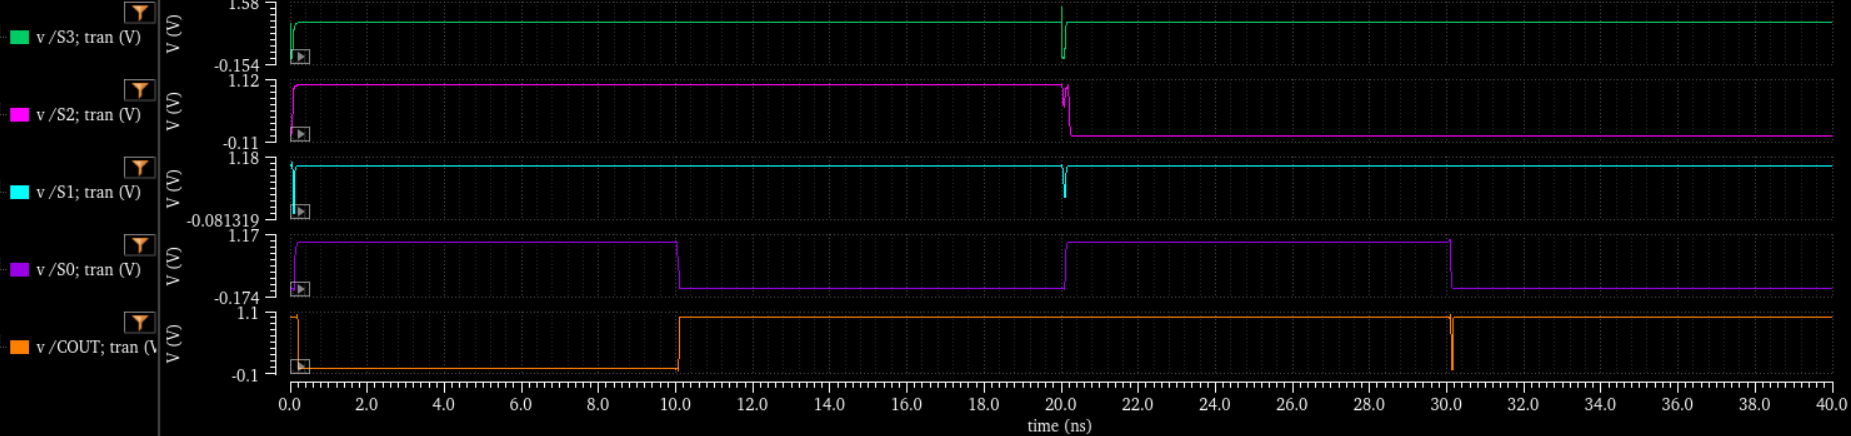 1.58
v /S3; tran (V)
V (V)
-0.154
1.12
v /S2; tran (V)
V (V)
-0.11
1.18
v /S1; tran (V)
V (V)
-0.081319
1.17
v /S0; tran (V)
V (V)
-0.174
1.1
v /COUT; tran (V
V (V)
-0.1
0.0 2.0 4.0 6.0 8.0 10.0 12.0 14.0 16.0 18.0 20.0 22.0 24.0 26.0 28.0 30.0 32.0 34.0 36.0 38.0 40.0
time (ns)